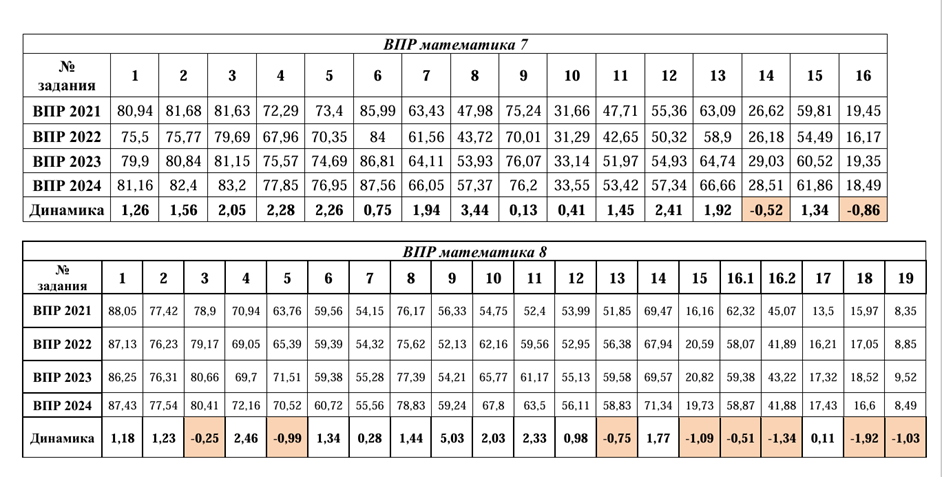 ВПР математика 7
№ задания 1 2 3 4 5 6 7 8 9 10 11 12 13 14 15 16
ВПР 2021 80,94 81,68 81,63 72,29 73,4 85,99 63,43 47,98 75,24 31,66 47,71 55,36 63,09 26,62 59,81 19,45
ВПР 2022 75,5 75,77 79,69 67,96 70,35 84 61,56 43,72 70,01 31,29 42,65 50,32 58,9 26,18 54,49 16,17
ВПР 2023 79,9 80,84 81,15 75,57 74,69 86,81 64,11 53,93 76,07 33,14 51,97 54,93 64,74 29,03 60,52 19,35
ВПР 2024 81,16 82,4 83,2 77,85 76,95 87,56 66,05 57,37 76,2 33,55 53,42 57,34 66,66 28,51 61,86 18,49
Динамика 1,26 1,56 2,05 2,28 2,26 0,75 1,94 3,44 0,13 0,41 1,45 2,41 1,92 -0,52 1,34 -0,86
ВПР математика 8
№ задания 1 2 3 4 5 6 7 8 9 10 11 12 13 14 15 16.1 16.2 17 18 19
ВПР 2021 88,05 77,42 78,9 70,94 63,76 59,56 54,15 76,17 56,33 54,75 52,4 53,99 51,85 69,47 16,16 62,32 45,07 13,5 15,97 8,35
ВПР 2022 87,13 76,23 79,17 69,05 65,39 59,39 54,32 75,62 52,13 62,16 59,56 52,95 56,38 67,94 20,59 58,07 41,89 16,21 17,05 8,85
ВПР 2023 86,25 76,31 80,66 69,7 71,51 59,38 55,28 77,39 54,21 65,77 61,17 55,13 59,58 69,57 20,82 59,38 43,22 17,32 18,52 9,52
ВПР 2024 87,43 77,54 80,41 72,16 70,52 60,72 55,56 78,83 59,24 67,8 63,5 56,11 58,83 71,34 19,73 58,87 41,88 17,43 16,6 8,49
Динамика 1,18 1,23 -0,25 2,46 -0,99 1,34 0,28 1,44 5,03 2,03 2,33 0,98 -0,75 1,77 -1,09 -0,51 -1,34 0,11 -1,92 -1,03